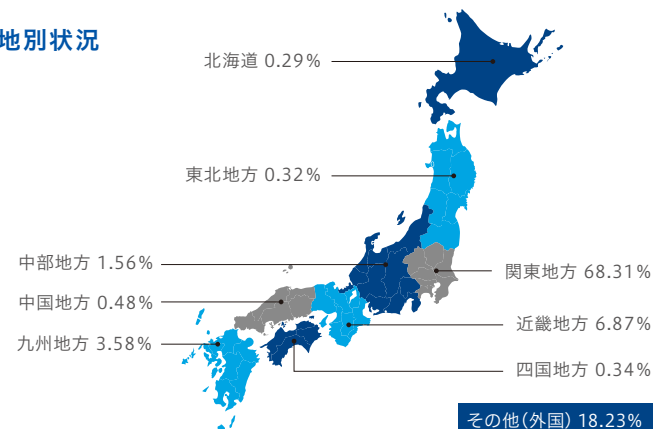 地別状況
北海道 0.29%
東北地方 0.32%
中部地方 1.56%
関東地方 68.31%
中国地方 0.48%
近畿地方 6.87%
九州地方 3.58%
四国地方 0.34%
その他(外国) 18.23%